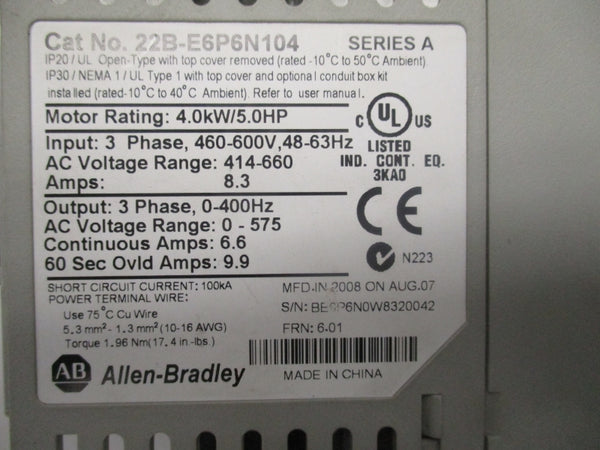 Cat No. 22B-E6P6N104 SERIES A
IP20 / UL Open-Type with top cover removed (rated -10°C to 50°C Ambient).
IP30 / NEMA 1 / UL Type 1 with top cover and optional conduit box kit
installed (rated-10°C to 40°C Ambient). Refer to user manual.
Motor Rating: 4.0kW/5.0HP
Input: 3 Phase, 460-600V,48-63Hz
AC Voltage Range: 414-660
Amps: 8.3
Output: 3 Phase, 0-400Hz
AC Voltage Range: 0 - 575
Continuous Amps: 6.6
60 Sec Ovld Amps: 9.9
C UL US
LISTED
IND. CONT. EQ.
3KA0
CE
N223
SHORT CIRCUIT CURRENT: 100kA
POWER TERMINAL WIRE:
Use 75°C Cu Wire
5.3 mm² - 1.3 mm² (10-16 AWG)
Torque 1.96 Nm(17.4 in-lbs.)
MFD-IN 2008 ON AUG.07
S/N:
FRN: 6-01
AB Allen-Bradley
MADE IN CHINA